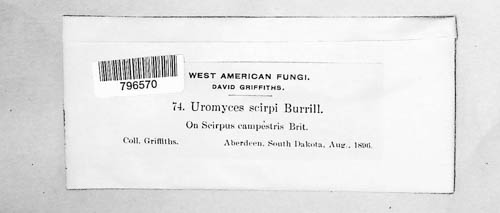 WEST AMERICAN FUNGI.
DAVID GRIFFITHS.
796570
74. Uromyces scirpi Burrill.
On Scirpus campestris Brit.
Coll. Griffiths. Aberdeen, South Dakota, Aug., 1896.